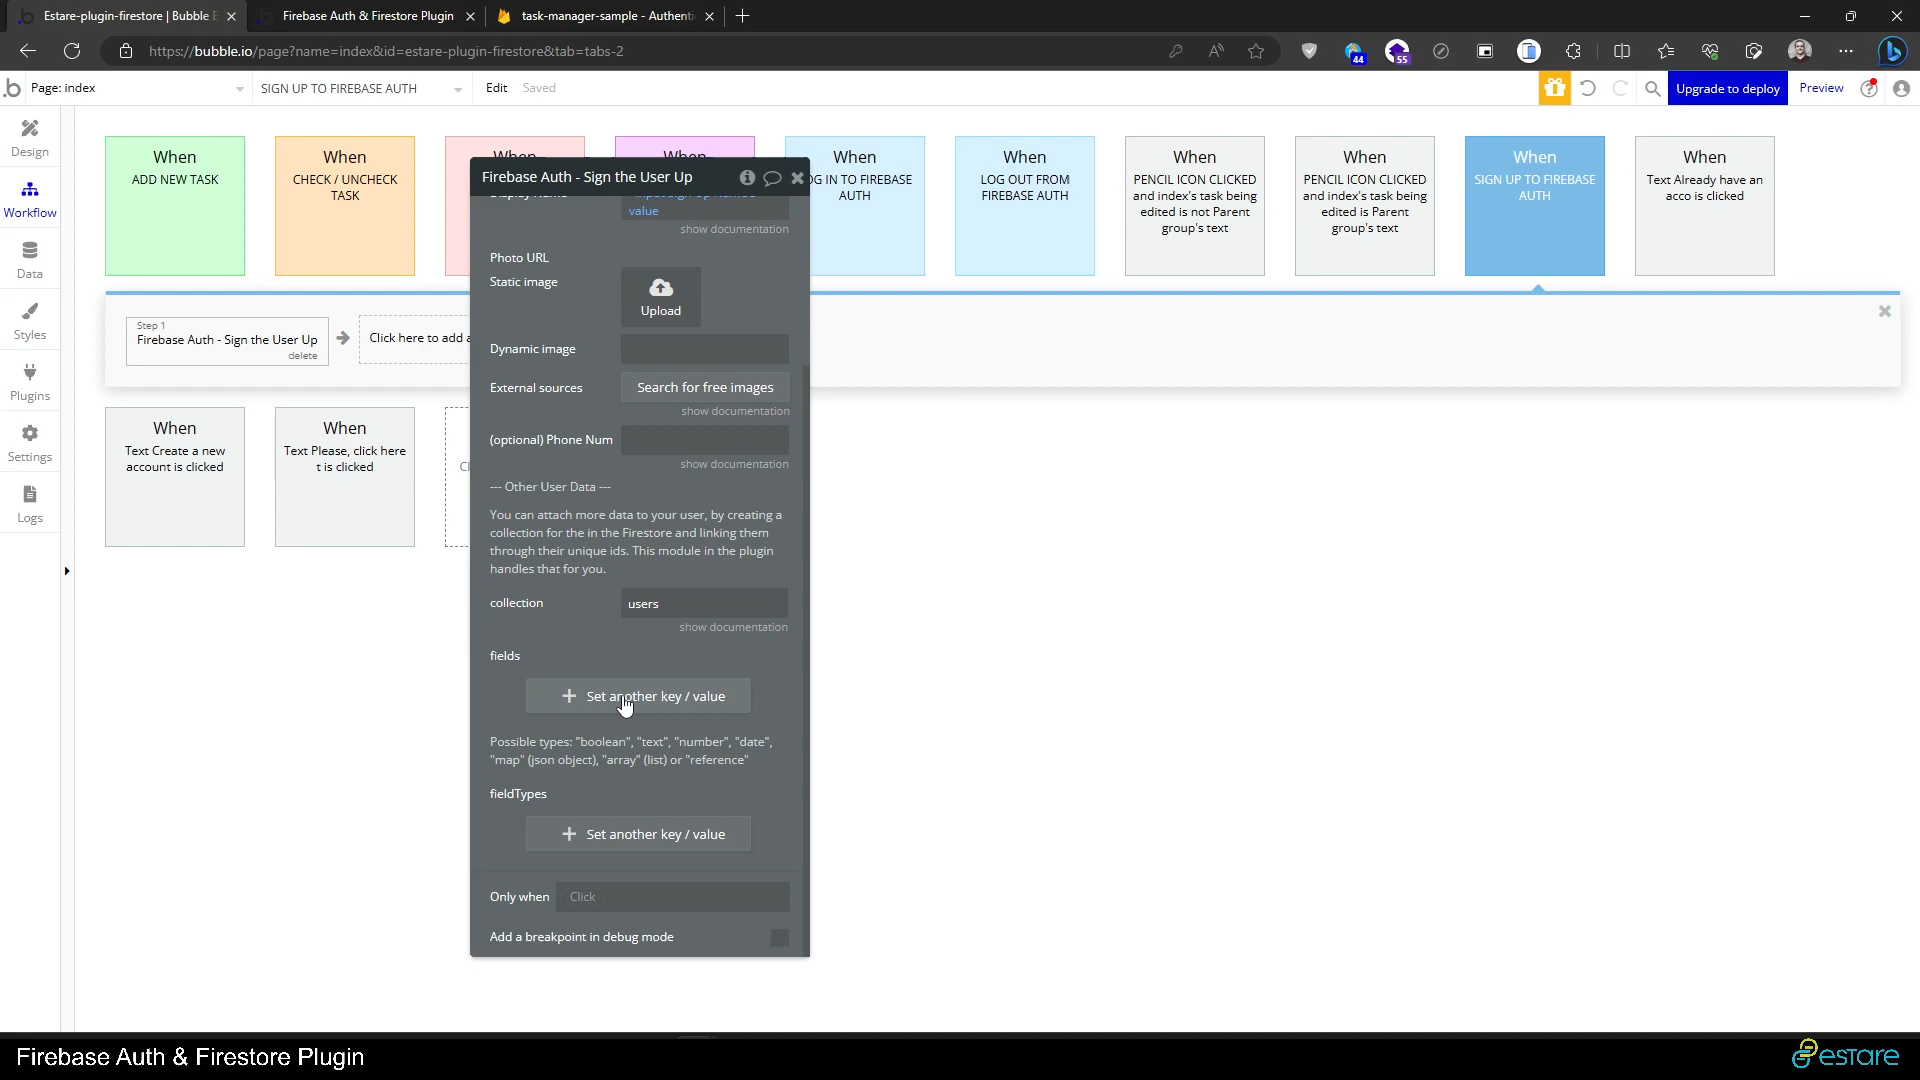 Estare-plugin-firestore | Bubble E
Firebase Auth & Firestore Plugin
task-manager-sample - Authenti
https://bubble.io/page?name=index&id=estare-plugin-firestore&tab=tabs-2
44
55
Page: index
SIGN UP TO FIREBASE AUTH
Edit
Saved
Upgrade to deploy
Preview
Design
Workflow
Data
Styles
Plugins
Settings
Logs
When
ADD NEW TASK
When
CHECK / UNCHECK
TASK
When
When
When
OG IN TO FIREBASE
AUTH
When
LOG OUT FROM
FIREBASE AUTH
When
PENCIL ICON CLICKED
and index's task being
edited is not Parent
group's text
When
PENCIL ICON CLICKED
and index's task being
edited is Parent
group's text
When
SIGN UP TO FIREBASE
AUTH
When
Text Already have an
acco is clicked
Step 1
Firebase Auth - Sign the User Up
delete
Click here to add a
When
Text Create a new
account is clicked
When
Text Please, click here
t is clicked
Cl
Firebase Auth - Sign the User Up
Display Name
value
show documentation
Photo URL
Static image
Upload
Dynamic image
External sources
Search for free images
show documentation
(optional) Phone Num
show documentation
--- Other User Data ---
You can attach more data to your user, by creating a
collection for the in the Firestore and linking them
through their unique ids. This module in the plugin
handles that for you.
collection
users
show documentation
fields
Set another key / value
Possible types: "boolean", "text", "number", "date",
"map" (json object), "array" (list) or "reference"
fieldTypes
Set another key / value
Only when
Click
Add a breakpoint in debug mode
Firebase Auth & Firestore Plugin
estare